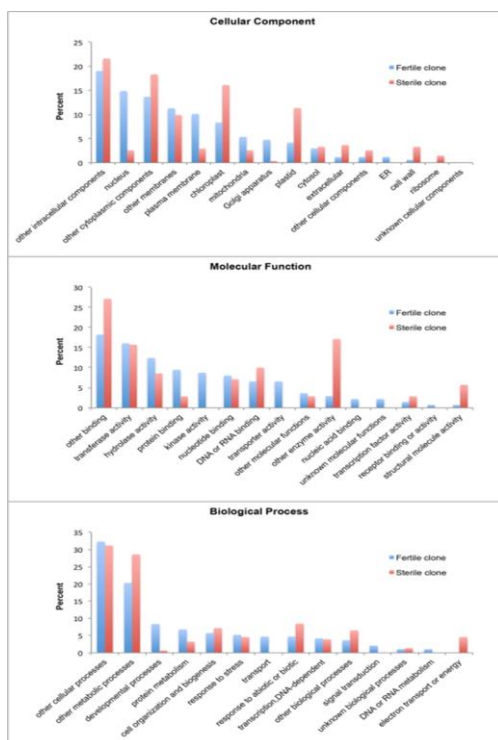 Cellular Component
25
20
15
10
5
0
Percent
Fertile clone
Sterile clone
other intracellular components
nucleus
other cytoplasmic components
other membranes
plasma membrane
chloroplast
mitochondria
Golgi apparatus
plastid
cytosol
extracellular
other cellular components
ER
cell wall
ribosome
unknown cellular components
Molecular Function
30
25
20
15
10
5
0
Percent
Fertile clone
Sterile clone
other binding
transferase activity
hydrolase activity
protein binding
kinase activity
nucleotide binding
DNA or RNA binding
transporter activity
other molecular functions
other enzyme activity
nucleic acid binding
unknown molecular functions
transcription factor activity
receptor binding or activity
structural molecule activity
Biological Process
35
30
25
20
15
10
5
0
Percent
Fertile clone
Sterile clone
other cellular processes
other metabolic processes
developmental processes
protein metabolism
cell organization and biogenesis
response to stress
transport
response to abiotic or biotic
transcription,DNA-dependent
other biological processes
signal transduction
unknown biological processes
DNA or RNA metabolism
electron transport or energy